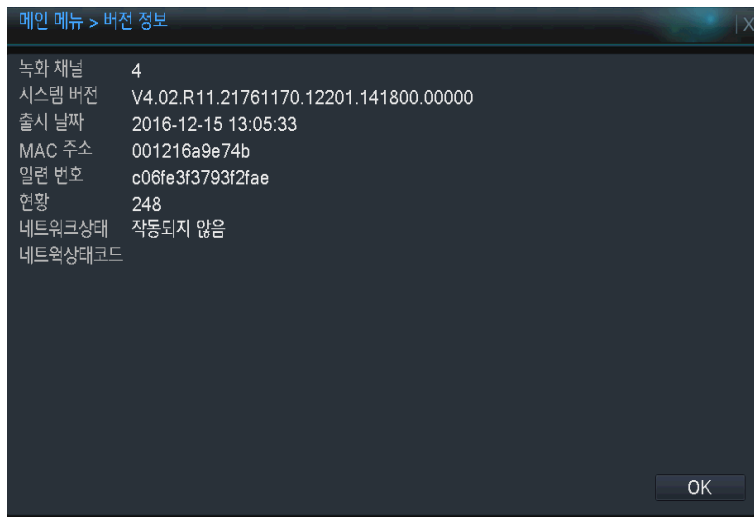 메인 메뉴 > 버전 정보 | X
녹화 채널 4
시스템 버전 V4.02.R11.21761170.12201.141800.00000
출시 날짜 2016-12-15 13:05:33
MAC 주소 001216a9e74b
일련 번호 c06fe3f3793f2fae
현황 248
네트워크상태 작동되지 않음
네트웍상태코드
OK